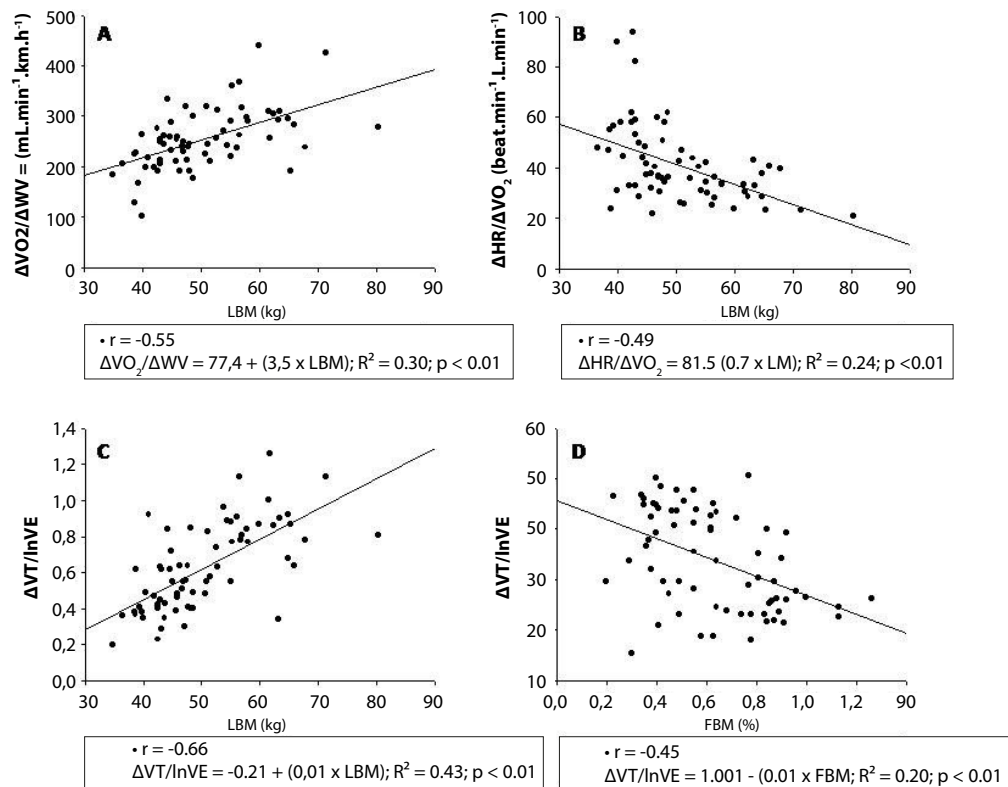 A
ΔVO2/ΔWV = (mL.min⁻¹.km.h⁻¹)
500
400
300
200
100
0
30 40 50 60 70 80 90
LBM (kg)
• r = -0.55
ΔVO₂/ΔWV = 77,4 + (3,5 x LBM); R² = 0.30; p < 0.01
B
ΔHR/ΔVO₂ (beat.min⁻¹.L.min⁻¹)
100
80
60
40
20
0
30 40 50 60 70 80 90
LBM (kg)
• r = -0.49
ΔHR/ΔVO₂ = 81.5 (0.7 x LM); R² = 0.24; p <0.01
C
ΔVT/lnVE
1,4
1,2
1,0
0,8
0,6
0,4
0,2
0,0
30 40 50 60 70 80 90
LBM (kg)
• r = -0.66
ΔVT/lnVE = -0.21 + (0,01 x LBM); R² = 0.43; p < 0.01
D
ΔVT/lnVE
50
50
30
20
10
0,0 0,2 0,4 0,6 0,8 1,0 1,2 90
FBM (%)
• r = -0.45
ΔVT/lnVE = 1.001 - (0.01 x FBM; R² = 0.20; p < 0.01